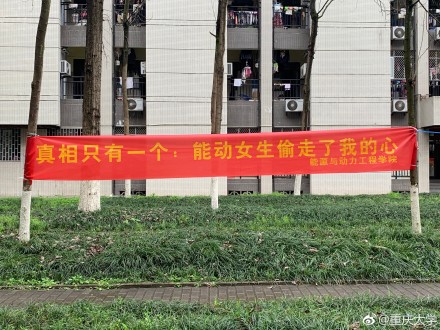 真相只有一个：能动女生偷走了我的心
能源与动力工程学院
@重庆大学